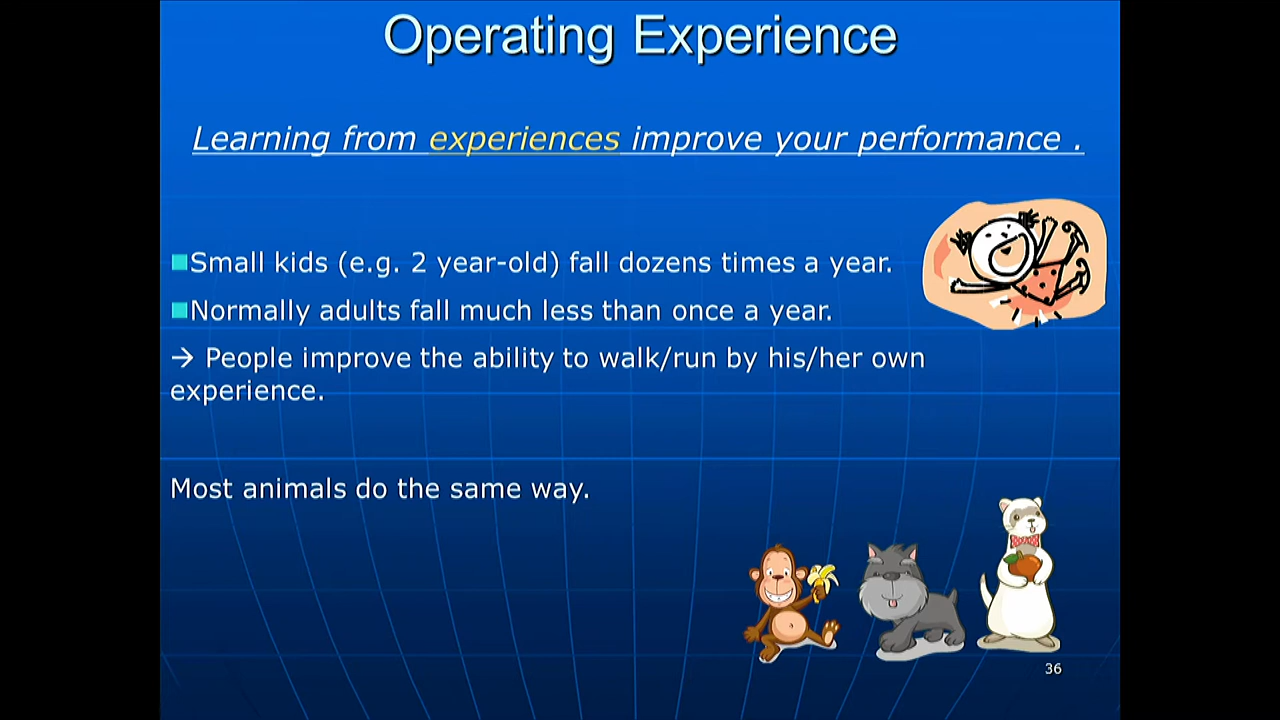 Operating Experience
Learning from experiences improve your performance .
Small kids (e.g. 2 year-old) fall dozens times a year.
Normally adults fall much less than once a year.
→ People improve the ability to walk/run by his/her own
experience.
Most animals do the same way.
36